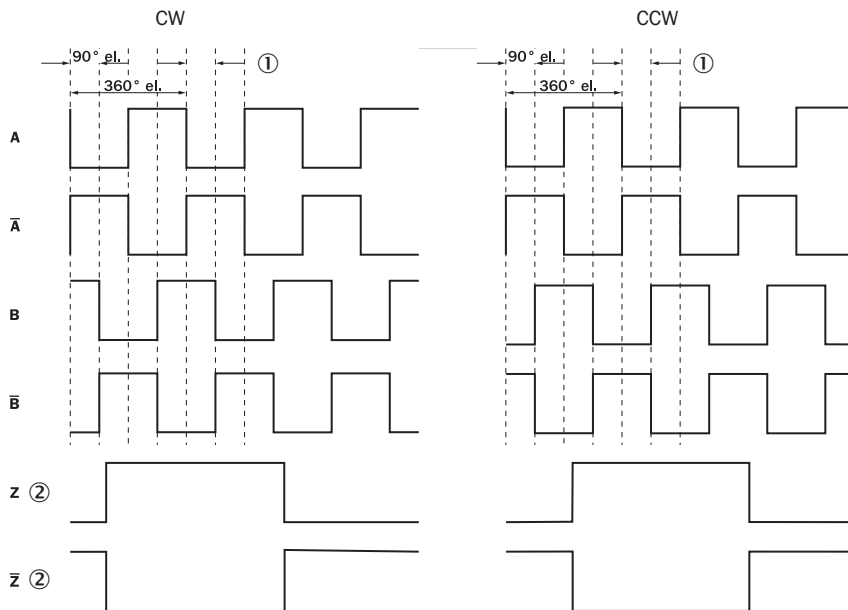 CW CCW
90° el. ① 90° el. ①
360° el. 360° el.
A
A̅
B
B̅
Z ②
Z̅ ②